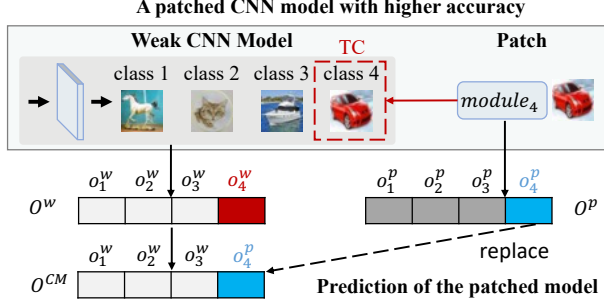 A patched CNN model with higher accuracy
Weak CNN Model
Patch
TC
class 1 class 2 class 3 class 4
module₄
o₁ʷ o₂ʷ o₃ʷ o₄ʷ
o₁ᵖ o₂ᵖ o₃ᵖ o₄ᵖ
Oʷ
Oᵖ
replace
o₁ʷ o₂ʷ o₃ʷ o₄ᵖ
Oᶜᴹ
Prediction of the patched model